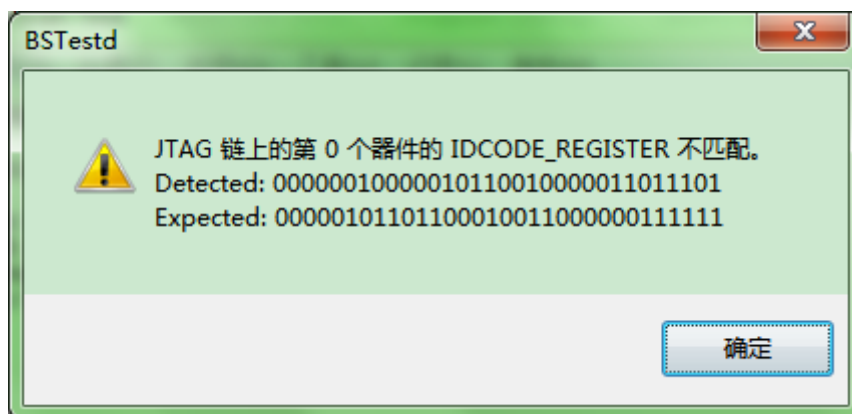 BSTestd
JTAG 链上的第 0 个器件的 IDCODE_REGISTER 不匹配。
Detected: 00000010000010110010000011011101
Expected: 00000101101100010011000000111111
确定